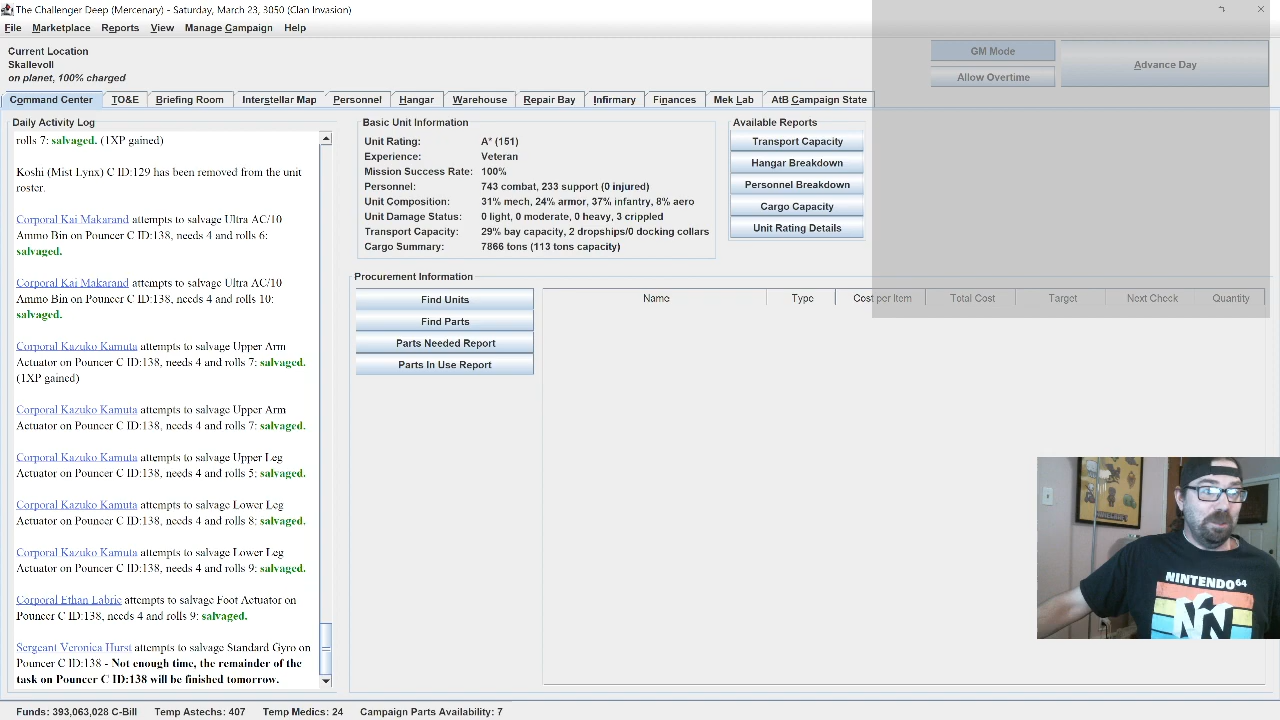 The Challenger Deep (Mercenary) - Saturday, March 23, 3050 (Clan Invasion)
File Marketplace Reports View Manage Campaign Help
Current Location
Skallevoll
on planet, 100% charged
GM Mode
Allow Overtime
Advance Day
Command Center TO&E Briefing Room Interstellar Map Personnel Hangar Warehouse Repair Bay Infirmary Finances Mek Lab AtB Campaign State
Daily Activity Log
rolls 7: salvaged. (1XP gained)
Koshi (Mist Lynx) C ID:129 has been removed from the unit
roster.
Corporal Kai Makarand attempts to salvage Ultra AC/10
Ammo Bin on Pouncer C ID:138, needs 4 and rolls 6:
salvaged.
Corporal Kai Makarand attempts to salvage Ultra AC/10
Ammo Bin on Pouncer C ID:138, needs 4 and rolls 10:
salvaged.
Corporal Kazuko Kamuta attempts to salvage Upper Arm
Actuator on Pouncer C ID:138, needs 4 and rolls 7: salvaged.
(1XP gained)
Corporal Kazuko Kamuta attempts to salvage Upper Arm
Actuator on Pouncer C ID:138, needs 4 and rolls 7: salvaged.
Corporal Kazuko Kamuta attempts to salvage Upper Leg
Actuator on Pouncer C ID:138, needs 4 and rolls 5: salvaged.
Corporal Kazuko Kamuta attempts to salvage Lower Leg
Actuator on Pouncer C ID:138, needs 4 and rolls 8: salvaged.
Corporal Kazuko Kamuta attempts to salvage Lower Leg
Actuator on Pouncer C ID:138, needs 4 and rolls 9: salvaged.
Corporal Ethan Labrie attempts to salvage Foot Actuator on
Pouncer C ID:138, needs 4 and rolls 9: salvaged.
Sergeant Veronica Hurst attempts to salvage Standard Gyro on
Pouncer C ID:138 - Not enough time, the remainder of the
task on Pouncer C ID:138 will be finished tomorrow.
Basic Unit Information
Unit Rating: A* (151)
Experience: Veteran
Mission Success Rate: 100%
Personnel: 743 combat, 233 support (0 injured)
Unit Composition: 31% mech, 24% armor, 37% infantry, 8% aero
Unit Damage Status: 0 light, 0 moderate, 0 heavy, 3 crippled
Transport Capacity: 29% bay capacity, 2 dropships/0 docking collars
Cargo Summary: 7866 tons (113 tons capacity)
Available Reports
Transport Capacity
Hangar Breakdown
Personnel Breakdown
Cargo Capacity
Unit Rating Details
Procurement Information
Find Units
Find Parts
Parts Needed Report
Parts In Use Report
Name Type Cost per Item Total Cost Target Next Check Quantity
NINTENDO 64
Funds: 393,063,028 C-Bill Temp Astechs: 407 Temp Medics: 24 Campaign Parts Availability: 7